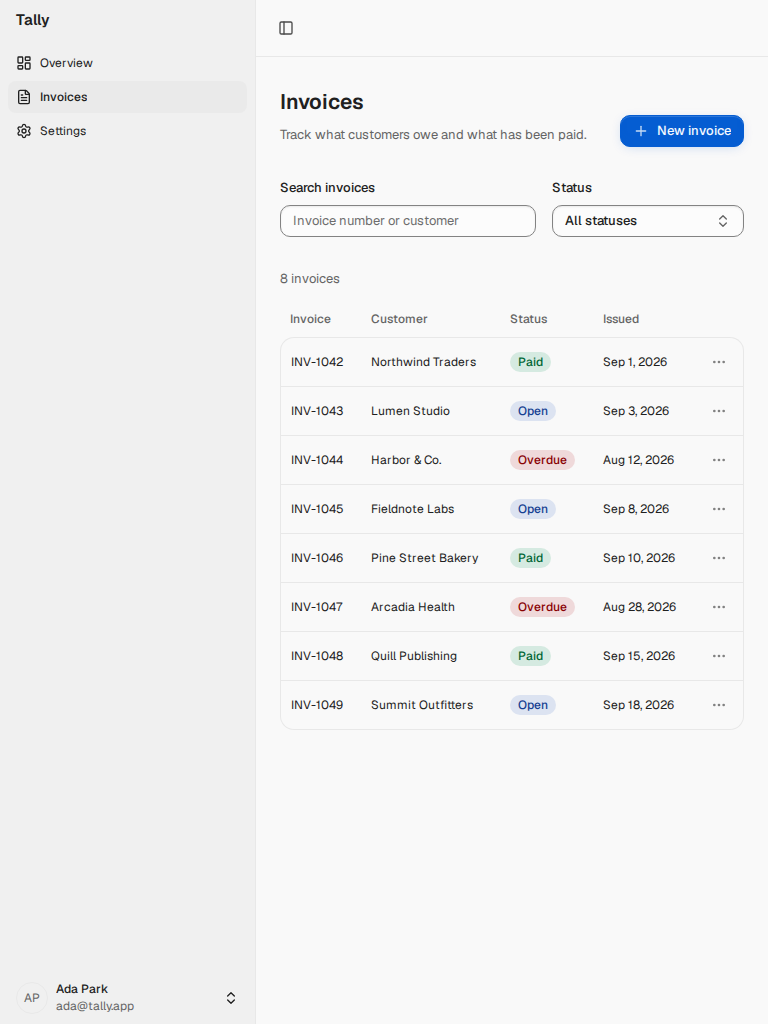 Tally
Overview
Invoices
Settings
Invoices
Track what customers owe and what has been paid.
New invoice
Search invoices
Status
Invoice number or customer
All statuses
8 invoices
Invoice Customer Status Issued
INV-1042 Northwind Traders Paid Sep 1, 2026
INV-1043 Lumen Studio Open Sep 3, 2026
INV-1044 Harbor & Co. Overdue Aug 12, 2026
INV-1045 Fieldnote Labs Open Sep 8, 2026
INV-1046 Pine Street Bakery Paid Sep 10, 2026
INV-1047 Arcadia Health Overdue Aug 28, 2026
INV-1048 Quill Publishing Paid Sep 15, 2026
INV-1049 Summit Outfitters Open Sep 18, 2026
AP
Ada Park
ada@tally.app